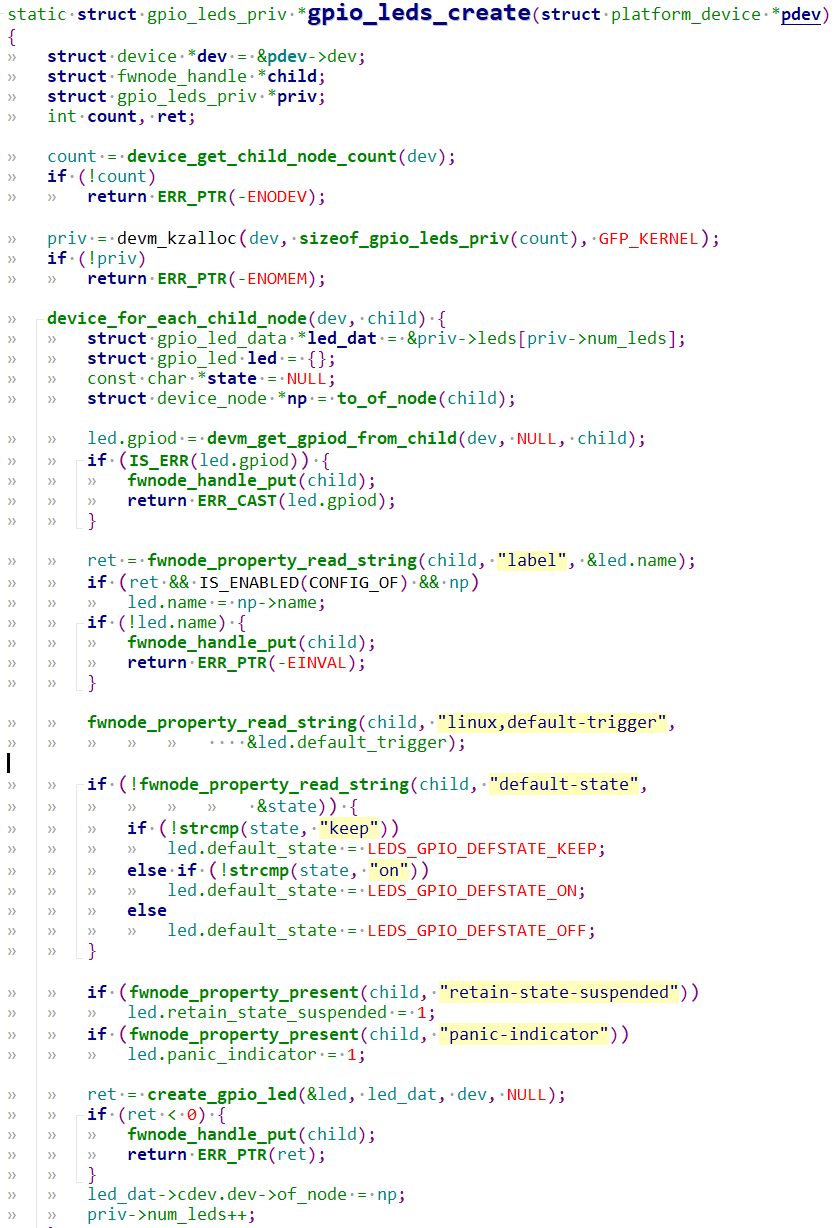 static struct gpio_leds_priv *gpio_leds_create(struct platform_device *pdev)
{
	struct device *dev = &pdev->dev;
	struct fwnode_handle *child;
	struct gpio_leds_priv *priv;
	int count, ret;

	count = device_get_child_node_count(dev);
	if (!count)
		return ERR_PTR(-ENODEV);

	priv = devm_kzalloc(dev, sizeof_gpio_leds_priv(count), GFP_KERNEL);
	if (!priv)
		return ERR_PTR(-ENOMEM);

	device_for_each_child_node(dev, child) {
		struct gpio_led_data *led_dat = &priv->leds[priv->num_leds];
		struct gpio_led led = {};
		const char *state = NULL;
		struct device_node *np = to_of_node(child);

		led.gpiod = devm_get_gpiod_from_child(dev, NULL, child);
		if (IS_ERR(led.gpiod)) {
			fwnode_handle_put(child);
			return ERR_CAST(led.gpiod);
		}

		ret = fwnode_property_read_string(child, "label", &led.name);
		if (ret && IS_ENABLED(CONFIG_OF) && np)
			led.name = np->name;
		if (!led.name) {
			fwnode_handle_put(child);
			return ERR_PTR(-EINVAL);
		}

		fwnode_property_read_string(child, "linux,default-trigger",
					    &led.default_trigger);

		if (!fwnode_property_read_string(child, "default-state",
						 &state)) {
			if (!strcmp(state, "keep"))
				led.default_state = LEDS_GPIO_DEFSTATE_KEEP;
			else if (!strcmp(state, "on"))
				led.default_state = LEDS_GPIO_DEFSTATE_ON;
			else
				led.default_state = LEDS_GPIO_DEFSTATE_OFF;
		}

		if (fwnode_property_present(child, "retain-state-suspended"))
			led.retain_state_suspended = 1;
		if (fwnode_property_present(child, "panic-indicator"))
			led.panic_indicator = 1;

		ret = create_gpio_led(&led, led_dat, dev, NULL);
		if (ret < 0) {
			fwnode_handle_put(child);
			return ERR_PTR(ret);
		}
		led_dat->cdev.dev->of_node = np;
		priv->num_leds++;